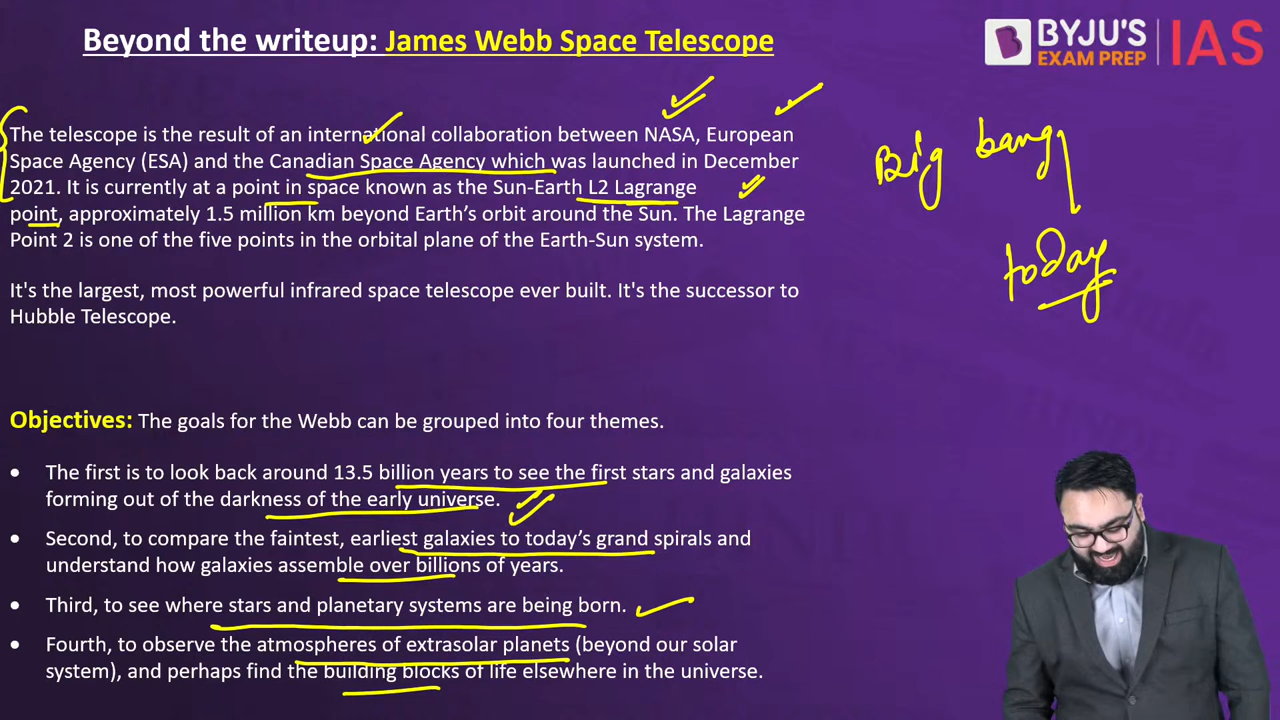 Beyond the writeup: James Webb Space Telescope
BYJU'S
EXAM PREP
IAS
The telescope is the result of an international collaboration between NASA, European
Space Agency (ESA) and the Canadian Space Agency which was launched in December
2021. It is currently at a point in space known as the Sun-Earth L2 Lagrange
point, approximately 1.5 million km beyond Earth's orbit around the Sun. The Lagrange
Point 2 is one of the five points in the orbital plane of the Earth-Sun system.
Big bang
today
It's the largest, most powerful infrared space telescope ever built. It's the successor to
Hubble Telescope.
Objectives: The goals for the Webb can be grouped into four themes.
• The first is to look back around 13.5 billion years to see the first stars and galaxies
forming out of the darkness of the early universe.
• Second, to compare the faintest, earliest galaxies to today's grand spirals and
understand how galaxies assemble over billions of years.
• Third, to see where stars and planetary systems are being born.
• Fourth, to observe the atmospheres of extrasolar planets (beyond our solar
system), and perhaps find the building blocks of life elsewhere in the universe.